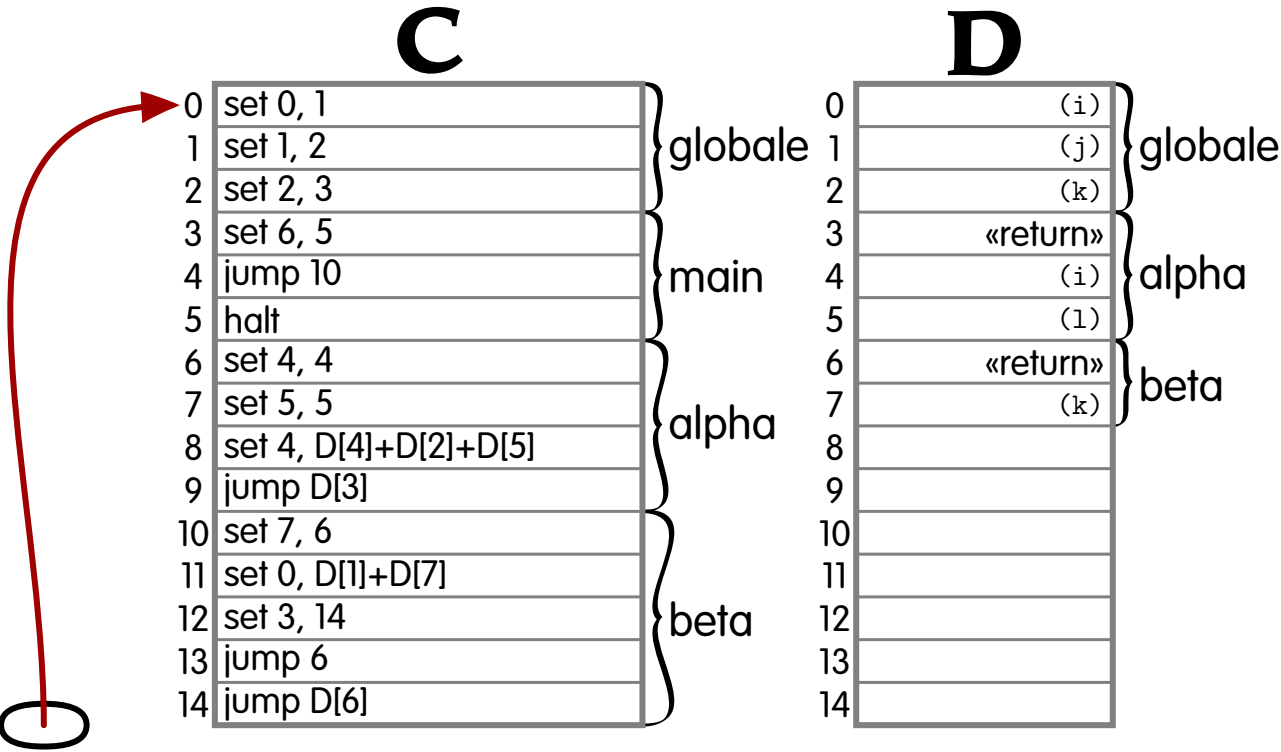 C
D
0 set 0, 1
1 set 1, 2
2 set 2, 3
globale
3 set 6, 5
4 jump 10
5 halt
main
6 set 4, 4
7 set 5, 5
8 set 4, D[4]+D[2]+D[5]
9 jump D[3]
alpha
10 set 7, 6
11 set 0, D[1]+D[7]
12 set 3, 14
13 jump 6
14 jump D[6]
beta
0 (i)
1 (j)
2 (k)
globale
3 «return»
4 (i)
5 (l)
alpha
6 «return»
7 (k)
beta
8
9
10
11
12
13
14